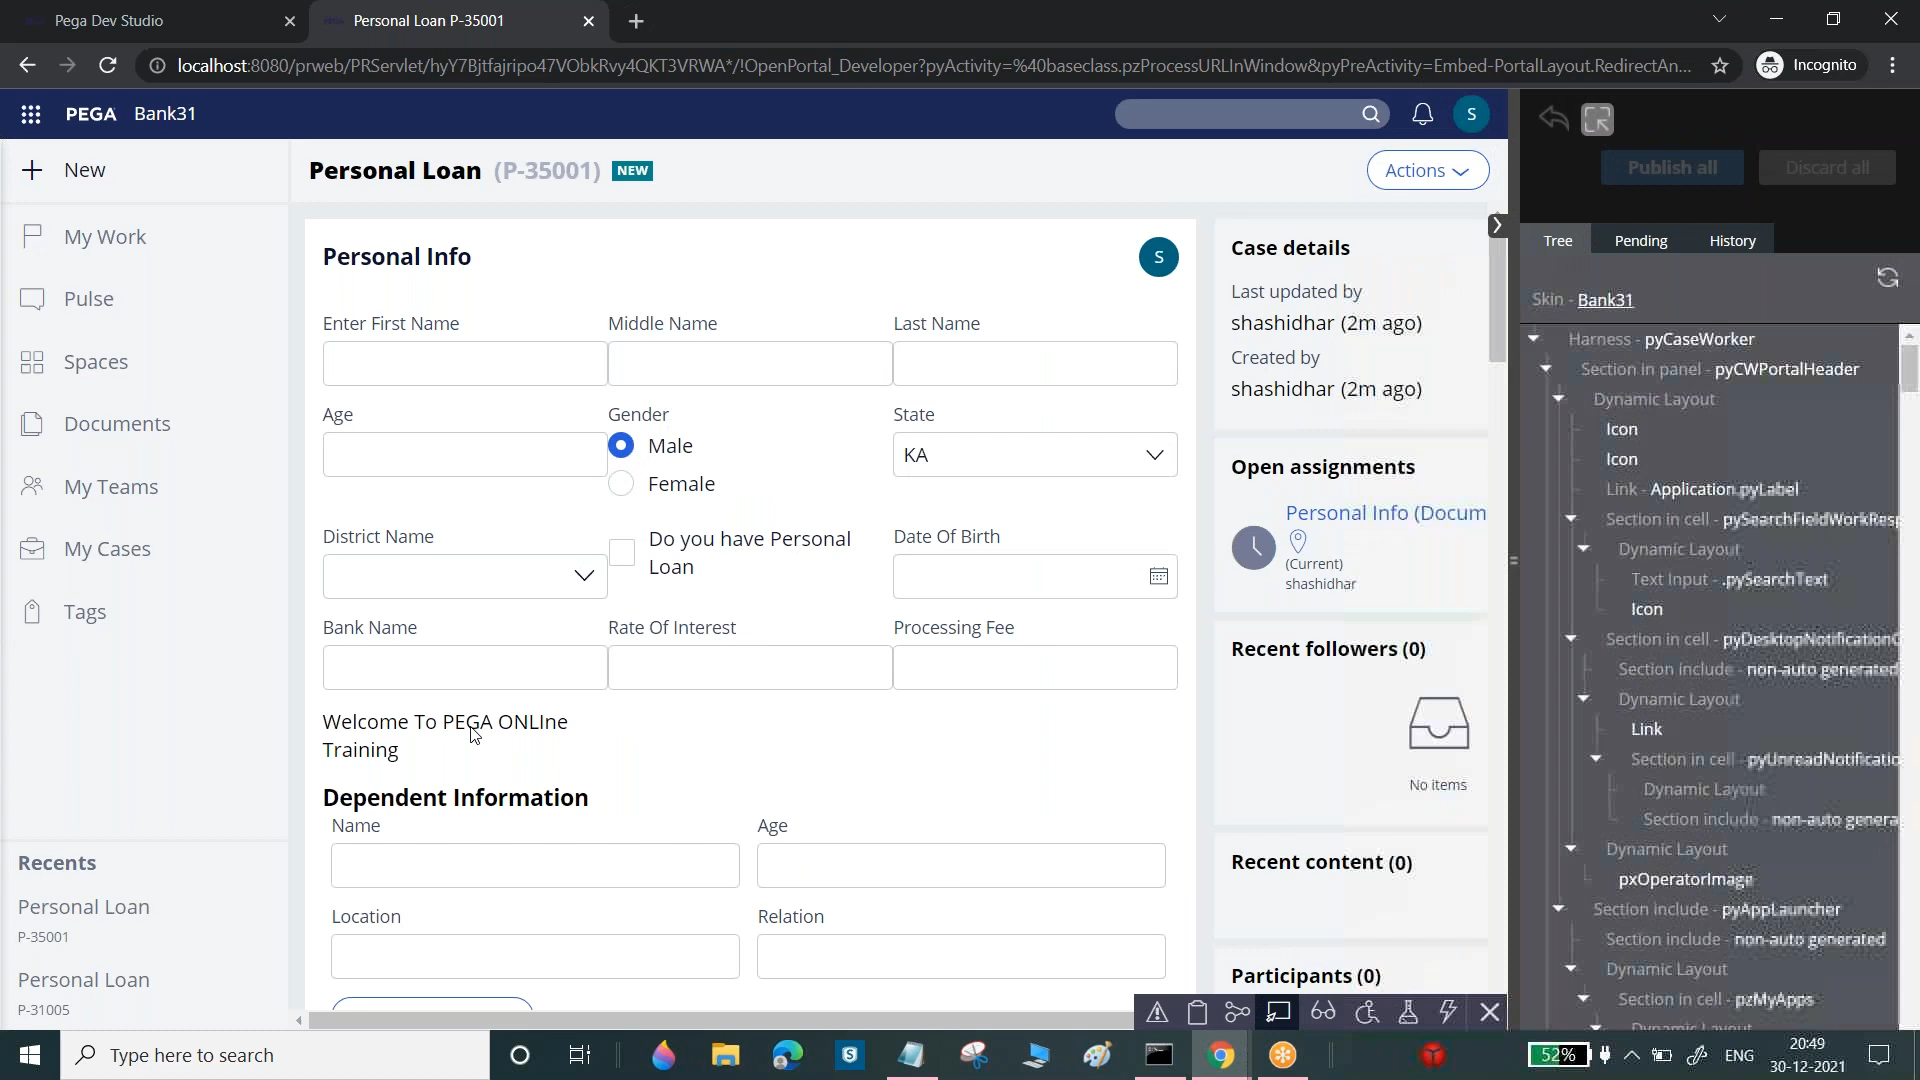 Pega Dev Studio
Personal Loan P-35001
localhost:8080/prweb/PRServlet/hyY7Bjtfajripo47VObkRvy4QKT3VRWA*/!OpenPortal_Developer?pyActivity=%40baseclass.pzProcessURLInWindow&pyPreActivity=Embed-PortalLayout.RedirectAn...
Incognito
PEGA Bank31
S
New
Personal Loan (P-35001) NEW
Actions
Publish all
Discard all
My Work
Pulse
Spaces
Documents
My Teams
My Cases
Tags
Recents
Personal Loan
P-35001
Personal Loan
P-31005
Personal Info
S
Enter First Name
Middle Name
Last Name
Age
Gender
State
Male
Female
KA
District Name
Do you have Personal
Loan
Date Of Birth
Bank Name
Rate Of Interest
Processing Fee
Welcome To PEGA ONLIne
Training
Dependent Information
Name
Age
Location
Relation
Case details
Last updated by
shashidhar (2m ago)
Created by
shashidhar (2m ago)
Open assignments
Personal Info (Docum
(Current)
shashidhar
Recent followers (0)
No items
Recent content (0)
Participants (0)
Tree
Pending
History
Skin - Bank31
Harness - pyCaseWorker
Section in panel - pyCWPortalHeader
Dynamic Layout
Icon
Icon
Link - Application.pyLabel
Section in cell - pySearchFieldWorkResp
Dynamic Layout
Text Input - .pySearchText
Icon
Section in cell - pyDesktopNotificationC
Section include - non-auto generated
Dynamic Layout
Link
Section in cell - pyUnreadNotificatio
Dynamic Layout
Section include - non-auto genera
Dynamic Layout
pxOperatorImage
Section include - pyAppLauncher
Section include - non-auto generated
Dynamic Layout
Section in cell - pzMyApps
Dynamic Layout
Type here to search
52%
ENG
20:49
30-12-2021